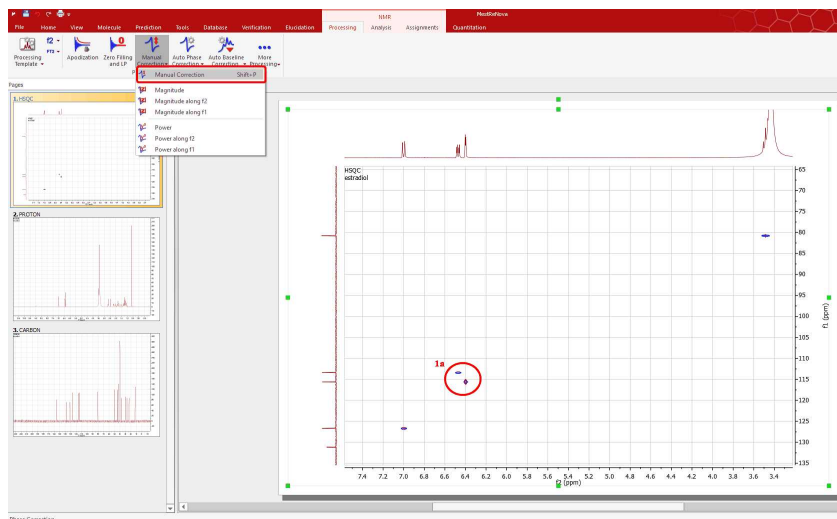 NMR
MestReNova
File Home View Molecule Prediction Tools Database Verification Elucidation Processing Analysis Assignments Quantitation
Processing Template
f2
FT2
Apodization
Zero Filling and LP
Manual Correction
Auto Phase Correction
Auto Baseline Correction
More Processing
Manual Correction Shift+P
Magnitude
Magnitude along f2
Magnitude along f1
Power
Power along f2
Power along f1
Pages
1. HSQC
2. PROTON
3. CARBON
HSQC
estradiol
1a
65
75
80
85
90
95
100
105
110
115
120
125
130
135
f1 (ppm)
7.4 7.2 7.0 6.8 6.6 6.4 6.2 6.0 5.8 5.6 5.4 5.2 5.0 4.8 4.6 4.4 4.2 4.0 3.8 3.6 3.4
f2 (ppm)